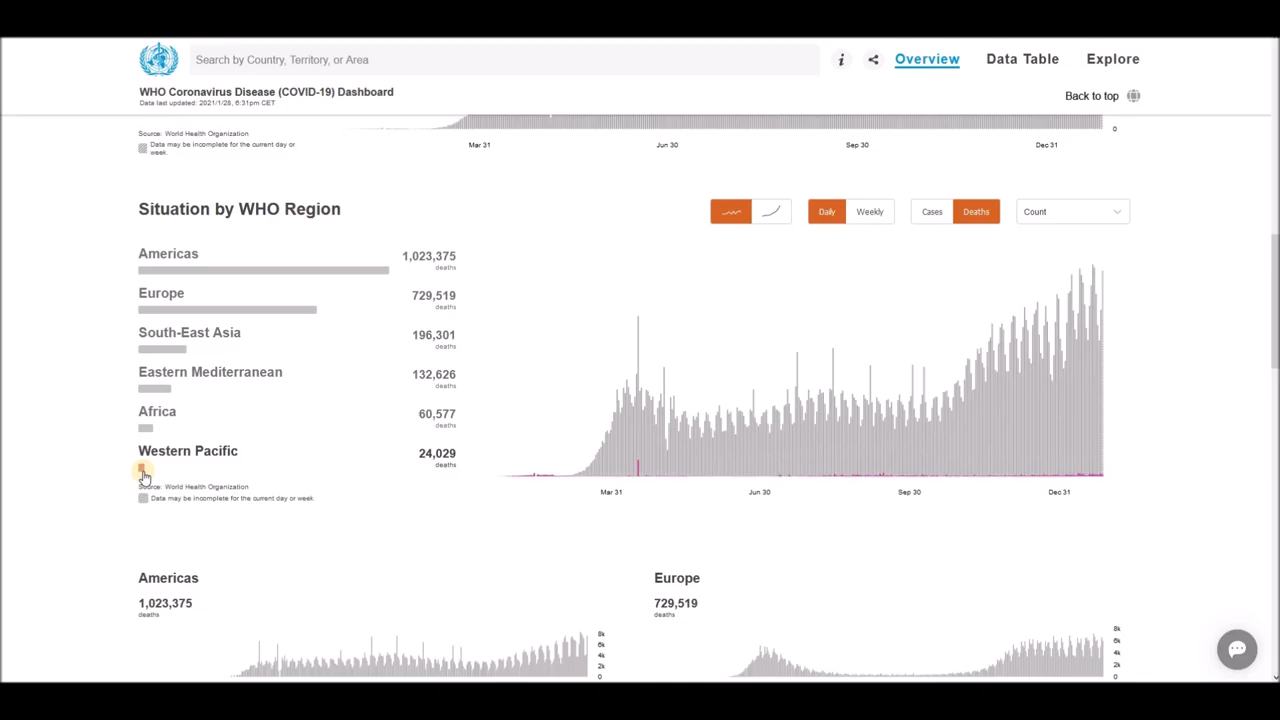 Search by Country, Territory, or Area
i
Overview
Data Table
Explore
WHO Coronavirus Disease (COVID-19) Dashboard
Data last updated: 2021/1/28, 6:31pm CET
Back to top
Source: World Health Organization
Data may be incomplete for the current day or
week.
0
Mar 31
Jun 30
Sep 30
Dec 31
Situation by WHO Region
Daily
Weekly
Cases
Deaths
Count
Americas
1,023,375
deaths
Europe
729,519
deaths
South-East Asia
196,301
deaths
Eastern Mediterranean
132,626
deaths
Africa
60,577
deaths
Western Pacific
24,029
deaths
Source: World Health Organization
Data may be incomplete for the current day or week.
Mar 31
Jun 30
Sep 30
Dec 31
Americas
1,023,375
deaths
8k
6k
4k
2k
0
Europe
729,519
deaths
8k
6k
4k
2k
0